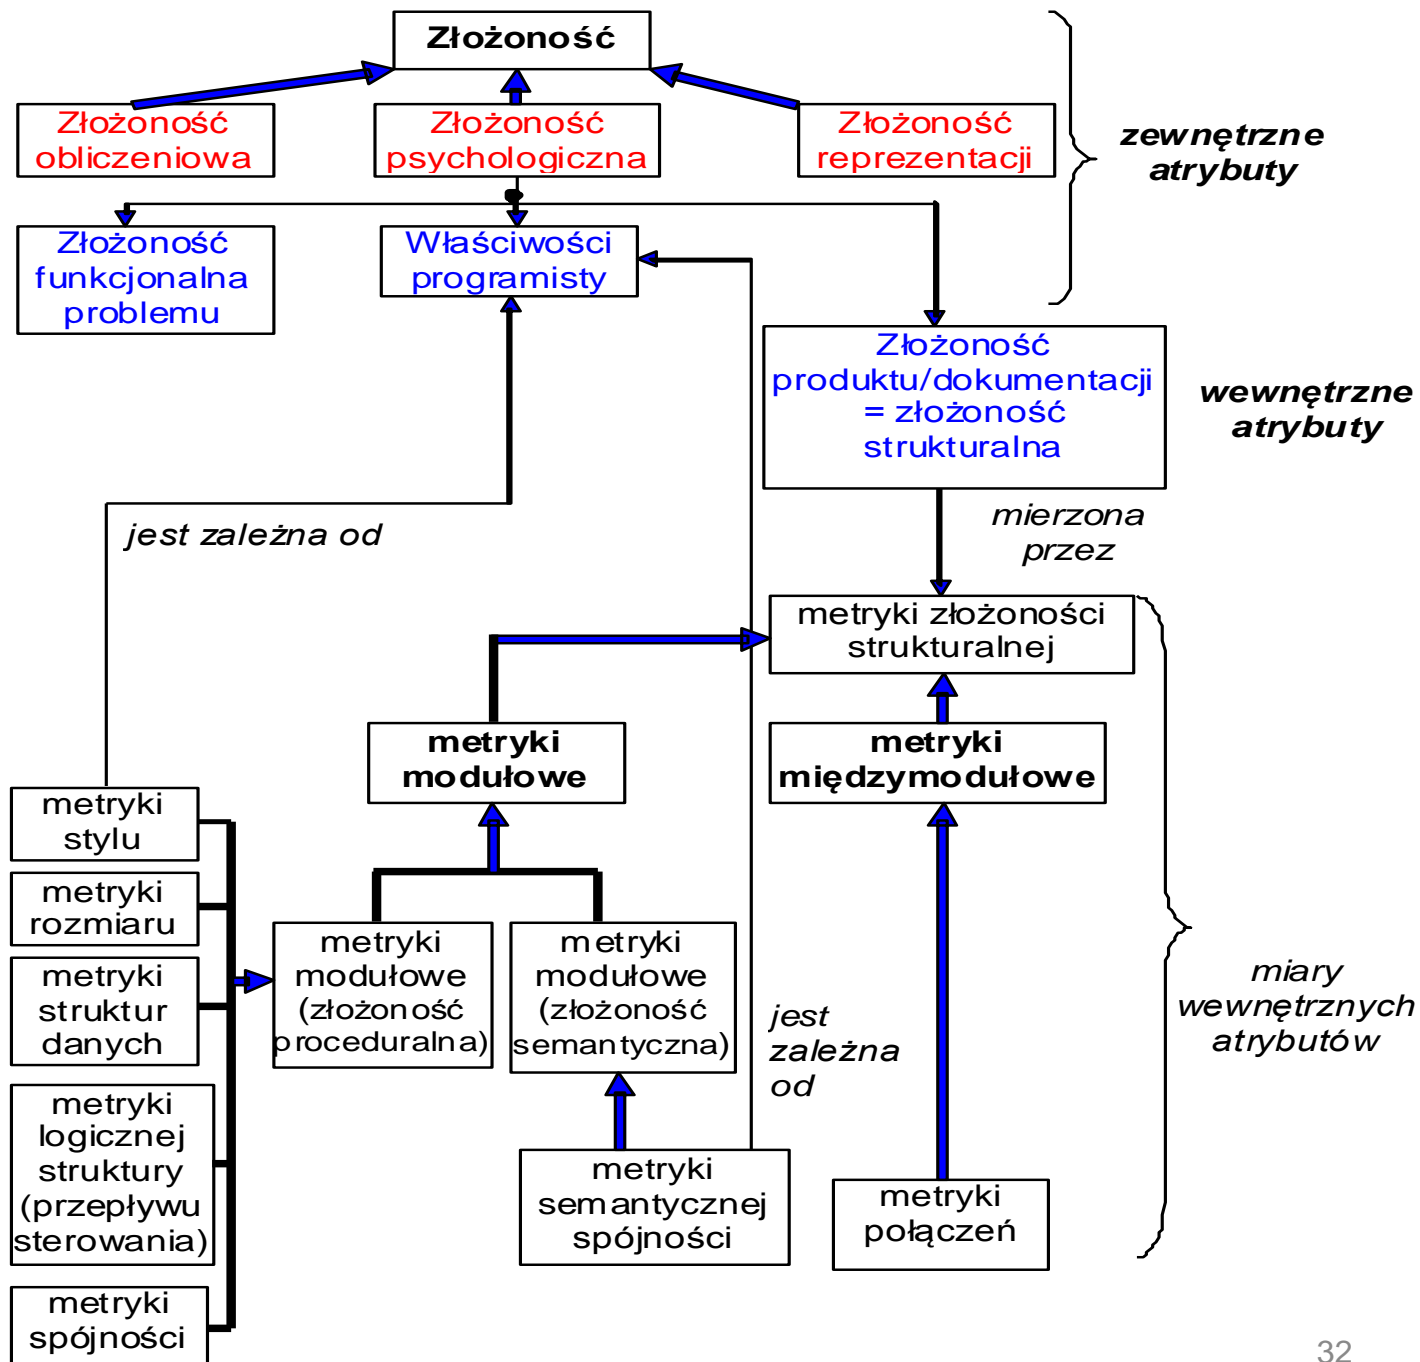 Złożoność
Złożoność
obliczeniowa
Złożoność
psychologiczna
Złożoność
reprezentacji
zewnętrzne
atrybuty
Złożoność
funkcjonalna
problemu
Właściwości
programisty
Złożoność
produktu/dokumentacji
= złożoność
strukturalna
wewnętrzne
atrybuty
jest zależna od
mierzona
przez
metryki złożoności
strukturalnej
metryki
modułowe
metryki
międzymodułowe
metryki
stylu
metryki
rozmiaru
metryki
struktur
danych
metryki
logicznej
struktury
(przepływu
sterowania)
metryki
spójności
metryki
modułowe
(złożoność
proceduralna)
metryki
modułowe
(złożoność
semantyczna)
jest
zależna
od
miary
wewnętrznych
atrybutów
metryki
semantycznej
spójności
metryki
połączeń
32